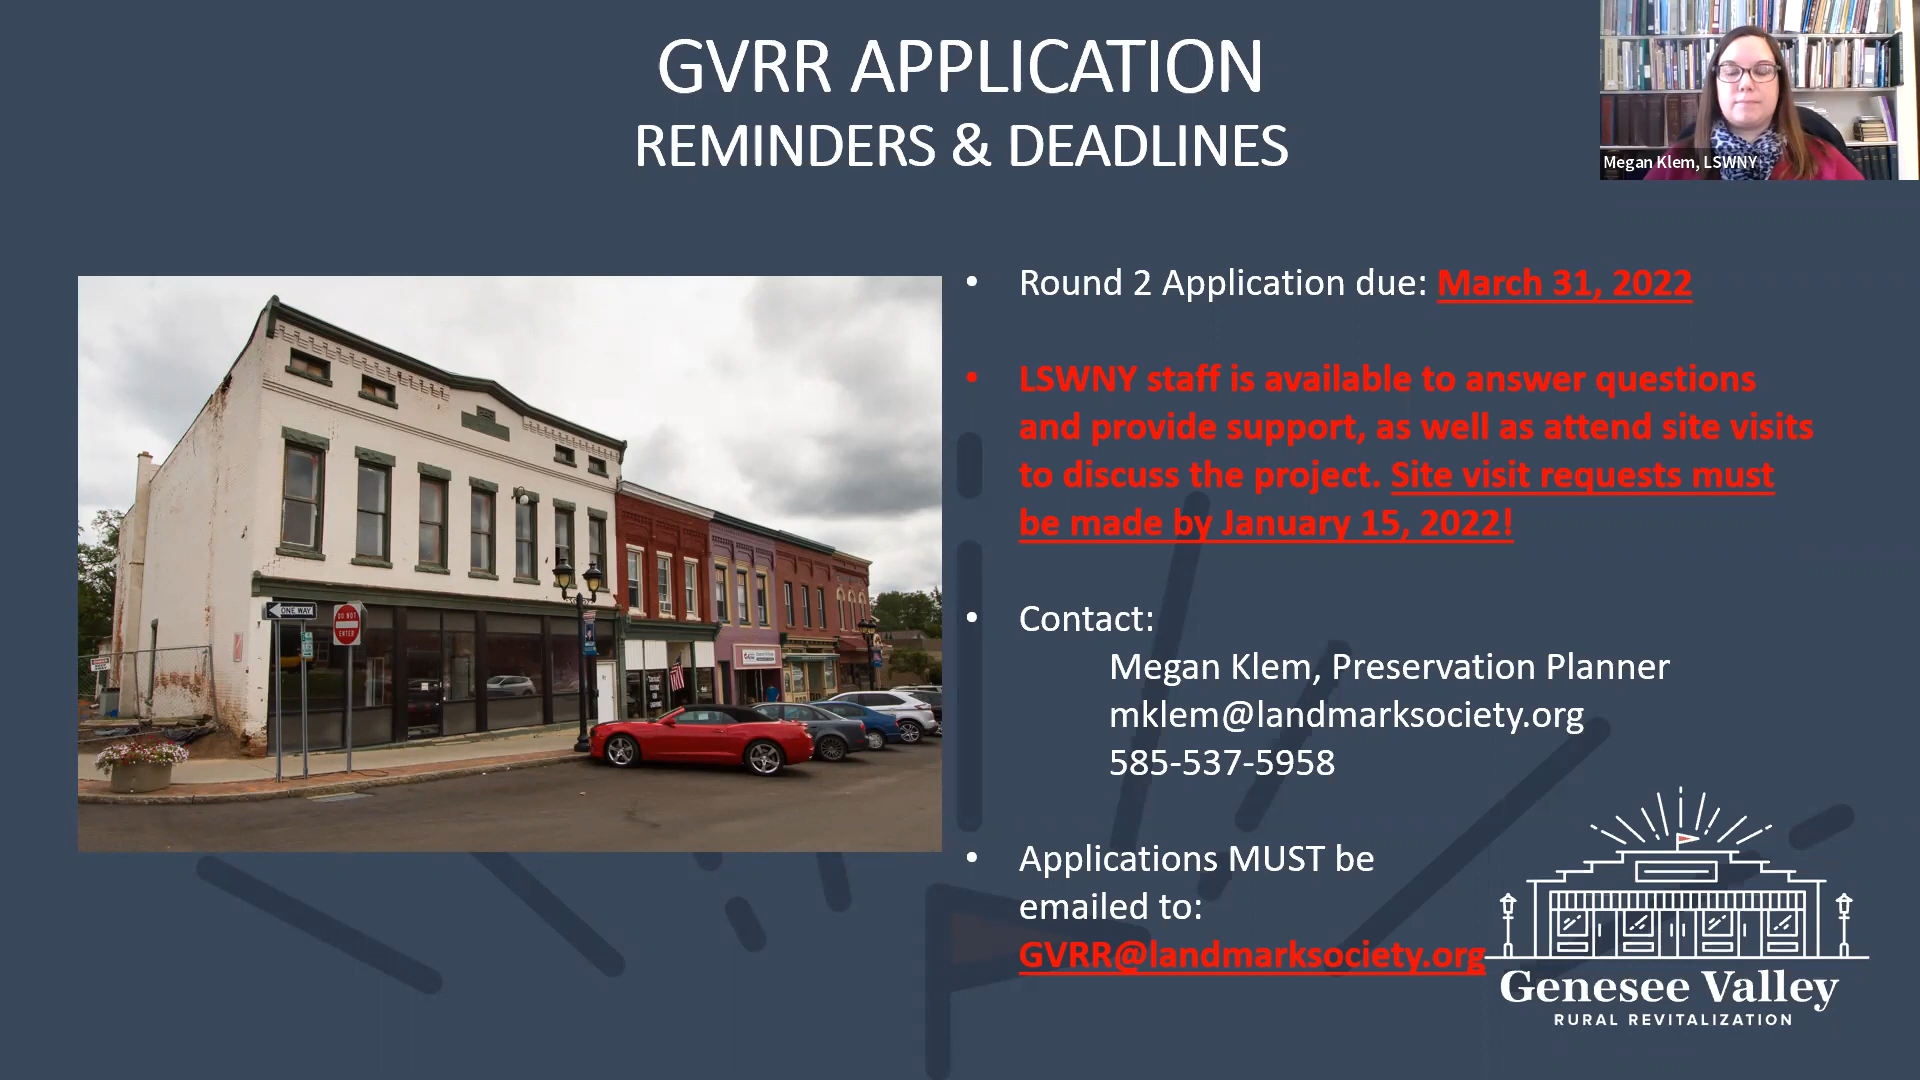 GVRR APPLICATION
REMINDERS & DEADLINES
Megan Klem, LSWNY
• Round 2 Application due: March 31, 2022
• LSWNY staff is available to answer questions
and provide support, as well as attend site visits
to discuss the project. Site visit requests must
be made by January 15, 2022!
• Contact:
Megan Klem, Preservation Planner
mklem@landmarksociety.org
585-537-5958
• Applications MUST be
emailed to:
GVRR@landmarksociety.org
ONE WAY
DO NOT
ENTER
Genesee Valley
RURAL REVITALIZATION